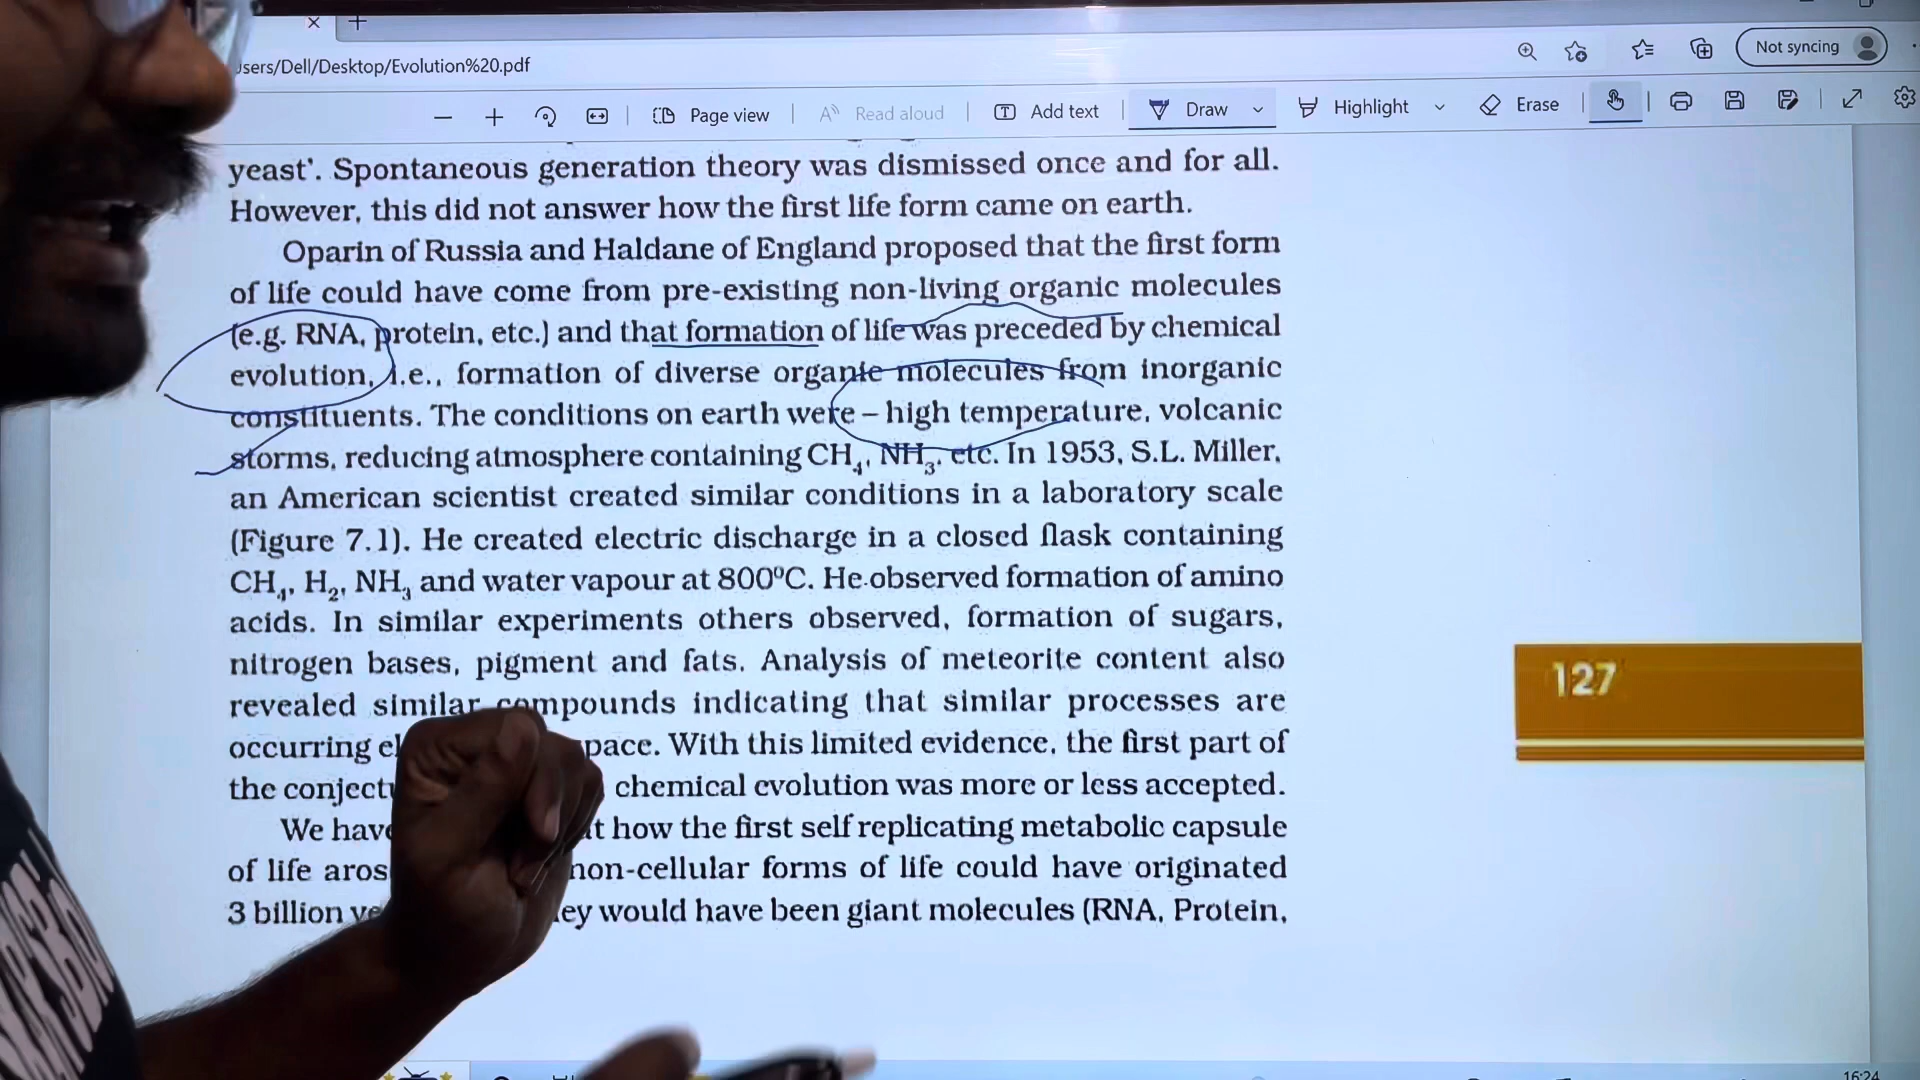 Not syncing
Users/Dell/Desktop/Evolution%20.pdf
Page view
Read aloud
Add text
Draw
Highlight
Erase
yeast'. Spontaneous generation theory was dismissed once and for all.
However, this did not answer how the first life form came on earth.
Oparin of Russia and Haldane of England proposed that the first form
of life could have come from pre-existing non-living organic molecules
(e.g. RNA, protein, etc.) and that formation of life was preceded by chemical
evolution, i.e., formation of diverse organic molecules from inorganic
constituents. The conditions on earth were – high temperature, volcanic
storms, reducing atmosphere containing CH₄, NH₃, etc. In 1953, S.L. Miller,
an American scientist created similar conditions in a laboratory scale
(Figure 7.1). He created electric discharge in a closed flask containing
CH₄, H₂, NH₃ and water vapour at 800⁰C. He observed formation of amino
acids. In similar experiments others observed, formation of sugars,
nitrogen bases, pigment and fats. Analysis of meteorite content also
revealed similar compounds indicating that similar processes are
occurring pace. With this limited evidence, the first part of
the chemical evolution was more or less accepted.
We have how the first self replicating metabolic capsule
of life non-cellular forms of life could have originated
3 billion would have been giant molecules (RNA, Protein,
127
16:24